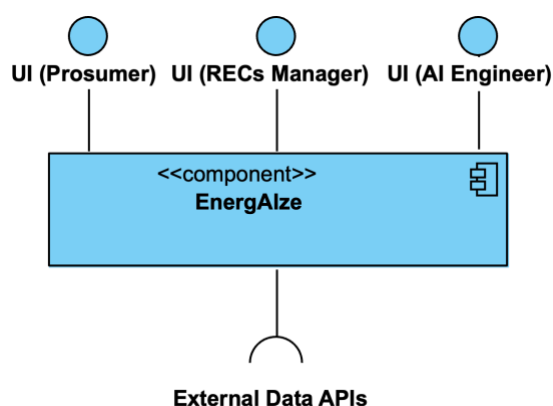 UI (Prosumer) UI (RECs Manager) UI (AI Engineer)
<<component>>
EnergAIze
External Data APIs